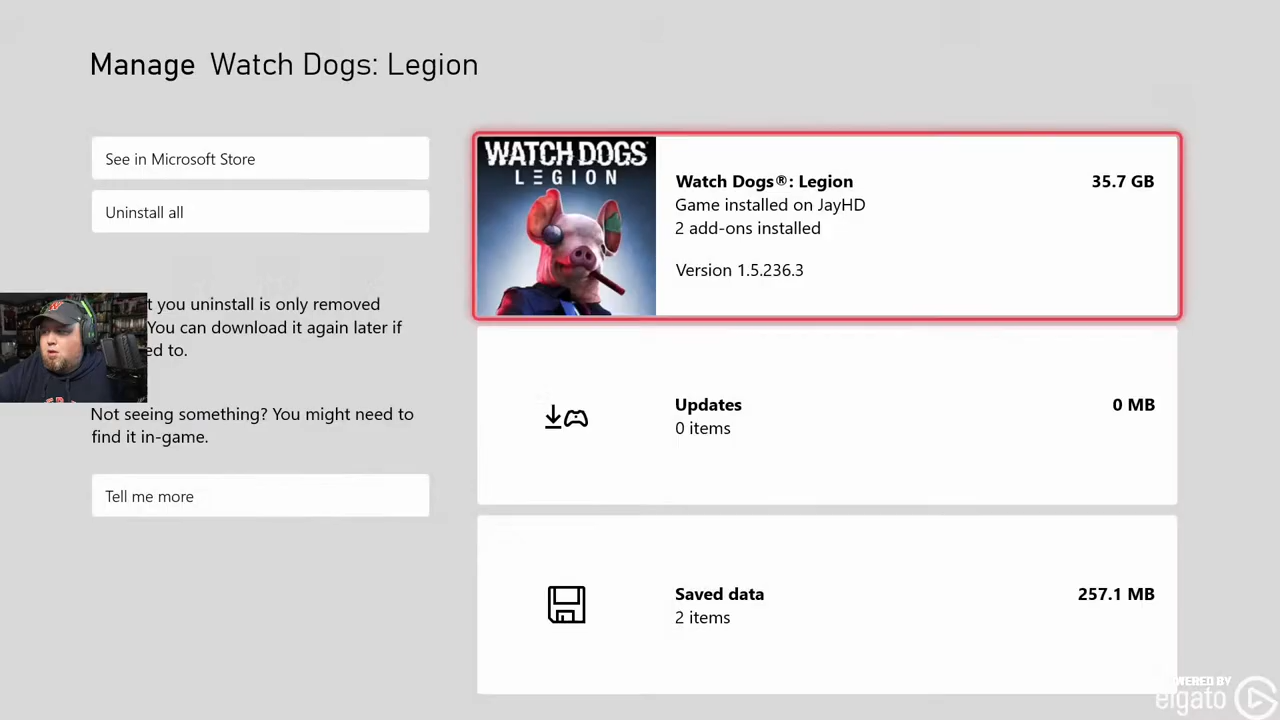 Manage Watch Dogs: Legion
See in Microsoft Store
Uninstall all
t you uninstall is only removed
You can download it again later if
ed to.
Not seeing something? You might need to
find it in-game.
Tell me more
WATCH DOGS
LEGION
Watch Dogs®: Legion 35.7 GB
Game installed on JayHD
2 add-ons installed
Version 1.5.236.3
Updates 0 MB
0 items
Saved data 257.1 MB
2 items
POWERED BY
elgato